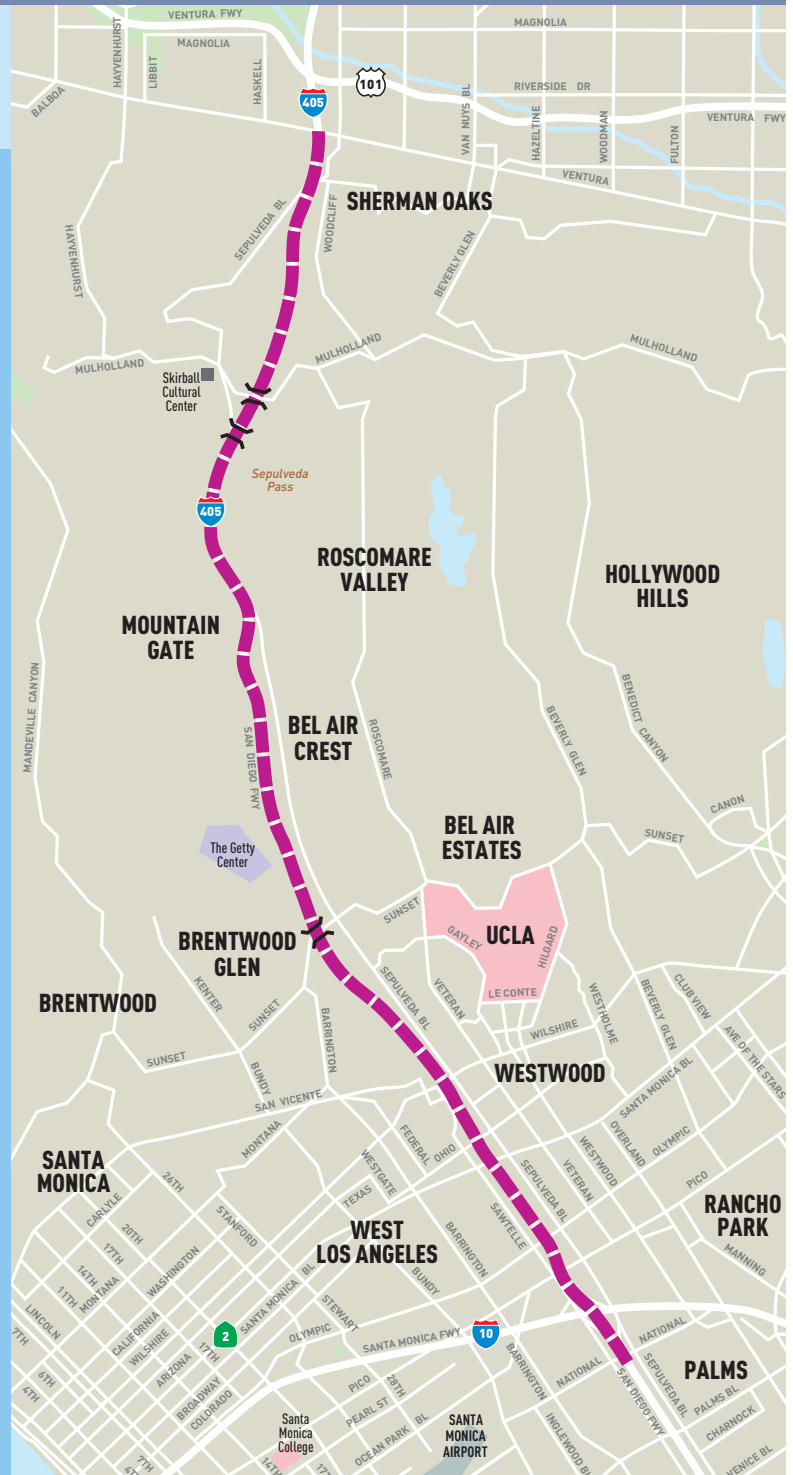 VENTURA FWY
MAGNOLIA
MAGNOLIA
HAYVENHURST
LIBBIT
HASKELL
BALBOA
101
405
RIVERSIDE DR
VAN NUYS BL
HAZELTINE
WOODMAN
FULTON
VENTURA FWY
VENTURA
SHERMAN OAKS
SEPULVEDA BL
WOODCLIFF
HAYVENHURST
BEVERLY GLEN
MULHOLLAND
MULHOLLAND
MULHOLLAND
Skirball
Cultural
Center
Sepulveda
Pass
405
ROSCOMARE
VALLEY
HOLLYWOOD
HILLS
MOUNTAIN
GATE
MANDEVILLE CANYON
BENEDICT CANYON
BEL AIR
CREST
SAN DIEGO FWY
ROSCOMARE
BEVERLY GLEN
CANON
BEL AIR
ESTATES
SUNSET
The Getty
Center
SUNSET
UCLA
GAYLEY
HILGARD
BRENTWOOD
GLEN
LE CONTE
BRENTWOOD
KENTER
SUNSET
SEPULVEDA BL
VETERAN
WESTHOLME
BEVERLY GLEN
CLUB VIEW
WILSHIRE
AVE OF THE STARS
BARRINGTON
SUNSET
BUNDY
WESTWOOD
SANTA MONICA BL
SAN VICENTE
MONTANA
FEDERAL
OHIO
OVERLAND
OLYMPIC
WESTWOOD
VETERAN
SEPULVEDA BL
PICO
SANTA
MONICA
26TH
CARLYLE
WESTGATE
TEXAS
STANFORD
SAWTELLE
RANCHO
PARK
WEST
LOS ANGELES
BARRINGTON
MANNING
20TH
17TH
14TH
11TH
MONTANA
WASHINGTON
BUNDY
SANTA MONICA BL
STEWART
LINCOLN
7TH
CALIFORNIA
WILSHIRE
2
OLYMPIC
SANTA MONICA FWY
10
NATIONAL
17TH
ARIZONA
6TH
4TH
BROADWAY
COLORADO
PICO
28TH
PEARL ST
BARRINGTON
NATIONAL
SAN DIEGO FWY
SEPULVEDA BL
PALMS
PALMS BL
CHARNOCK
Santa
Monica
College
OCEAN PARK BL
SANTA
MONICA
AIRPORT
INGLEWOOD BL
VENICE BL
7TH
14TH
17TH